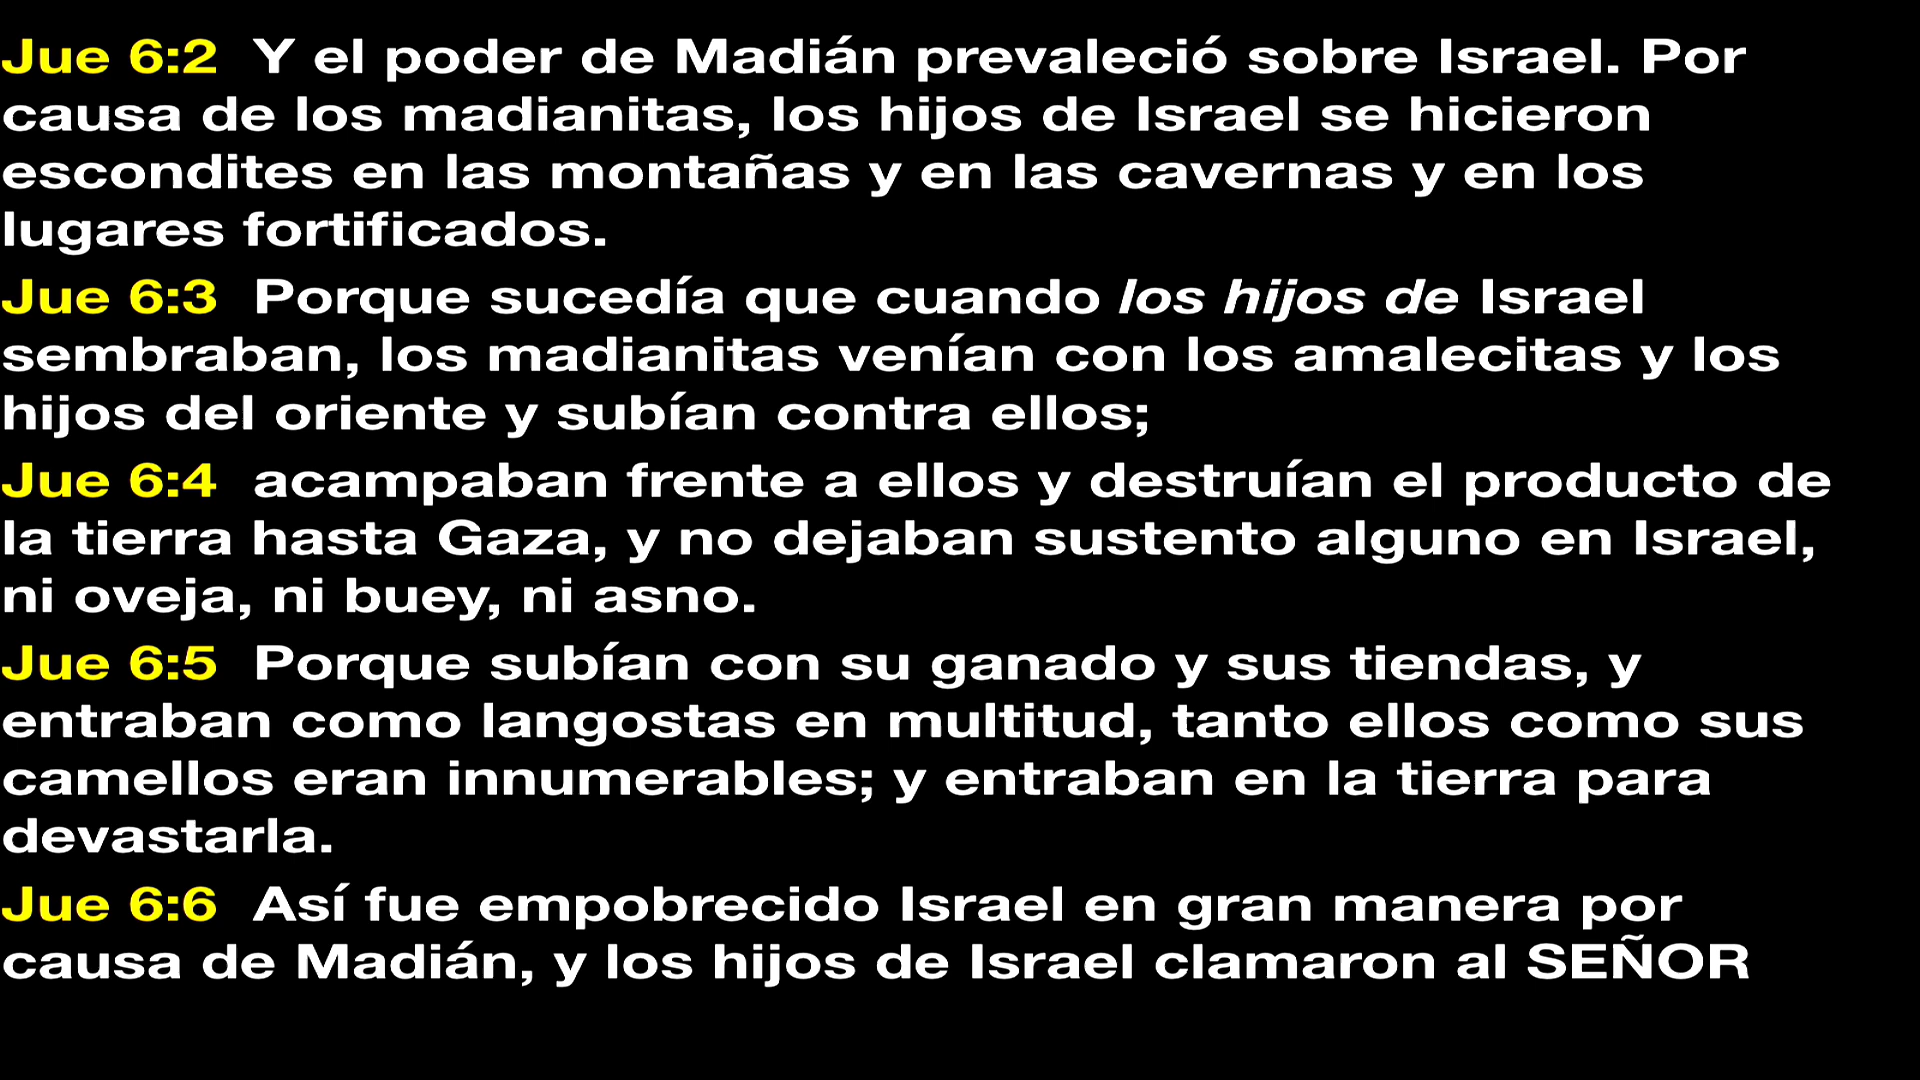 Jue 6:2 Y el poder de Madián prevaleció sobre Israel. Por
causa de los madianitas, los hijos de Israel se hicieron
escondites en las montañas y en las cavernas y en los
lugares fortificados.
Jue 6:3 Porque sucedía que cuando los hijos de Israel
sembraban, los madianitas venían con los amalecitas y los
hijos del oriente y subían contra ellos;
Jue 6:4 acampaban frente a ellos y destruían el producto de
la tierra hasta Gaza, y no dejaban sustento alguno en Israel,
ni oveja, ni buey, ni asno.
Jue 6:5 Porque subían con su ganado y sus tiendas, y
entraban como langostas en multitud, tanto ellos como sus
camellos eran innumerables; y entraban en la tierra para
devastarla.
Jue 6:6 Así fue empobrecido Israel en gran manera por
causa de Madián, y los hijos de Israel clamaron al SEÑOR